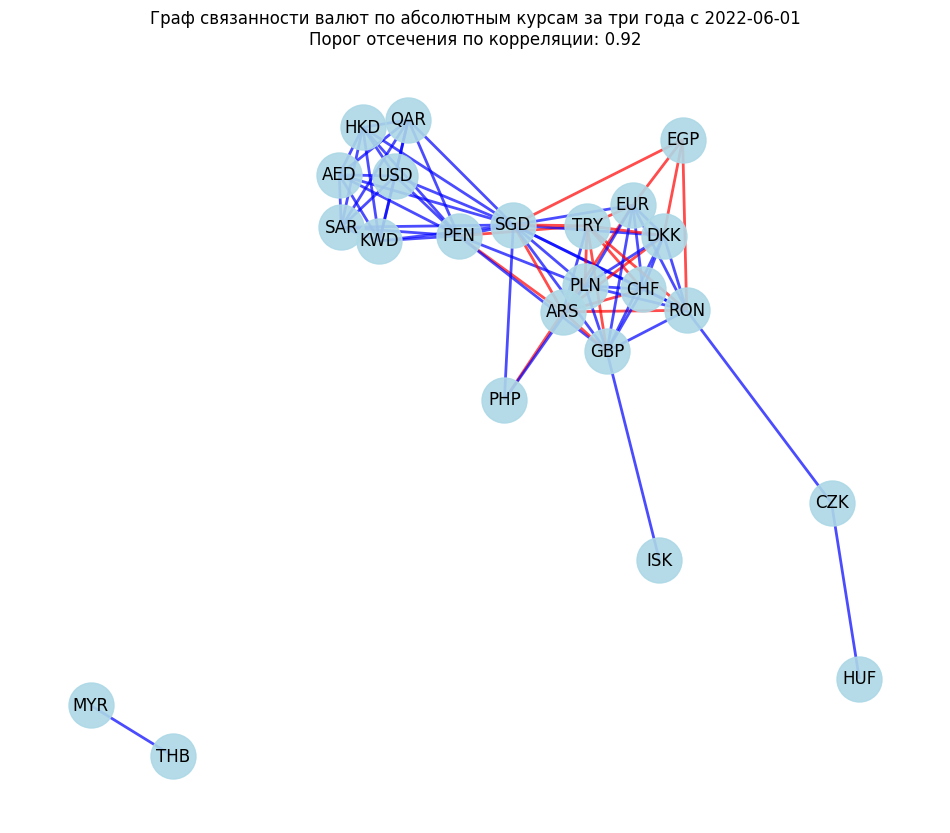 Граф связанности валют по абсолютным курсам за три года с 2022-06-01
Порог отсечения по корреляции: 0.92
HKD
QAR
EGP
AED
USD
EUR
SAR
KWD
PEN
SGD
TRY
DKK
PLN
CHF
ARS
RON
GBP
PHP
CZK
ISK
HUF
MYR
THB